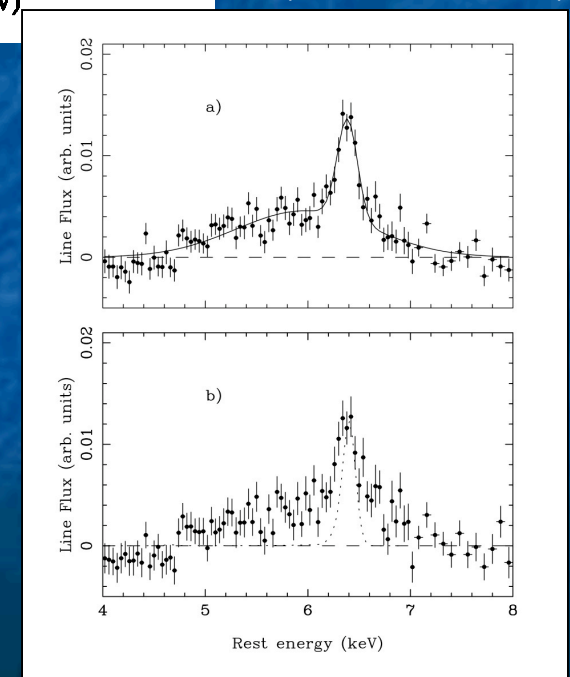 a)
Line Flux (arb. units)
0.02
0.01
0
b)
Line Flux (arb. units)
0.02
0.01
0
4 5 6 7 8
Rest energy (keV)